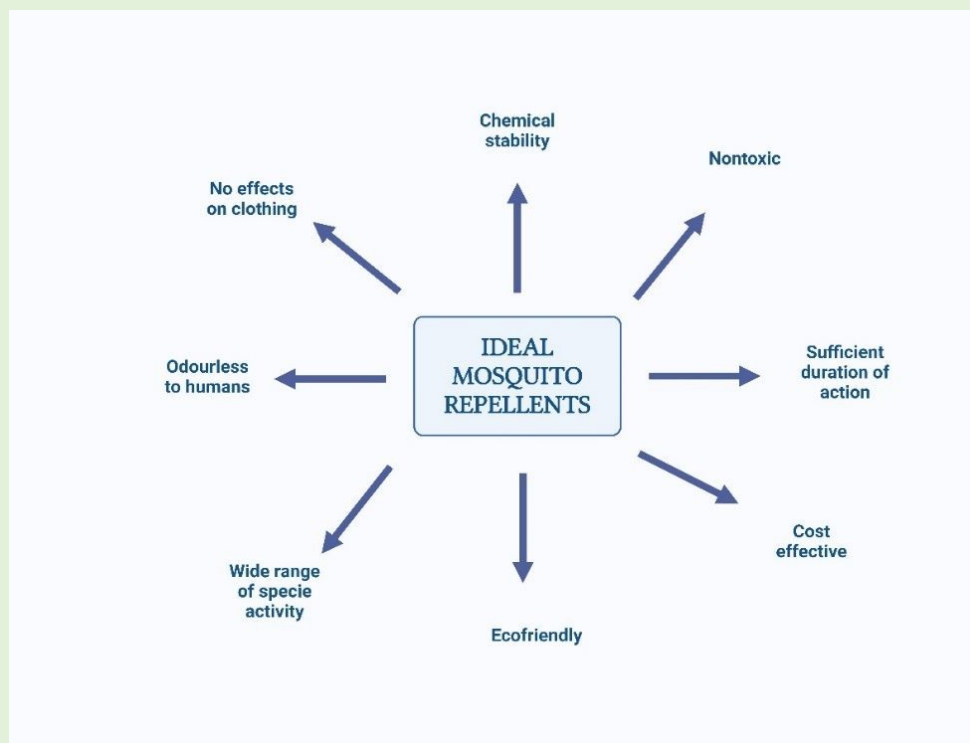 Chemical
stability
Nontoxic
No effects
on clothing
IDEAL
MOSQUITO
REPELLENTS
Odourless
to humans
Sufficient
duration of
action
Cost
effective
Wide range
of specie
activity
Ecofriendly